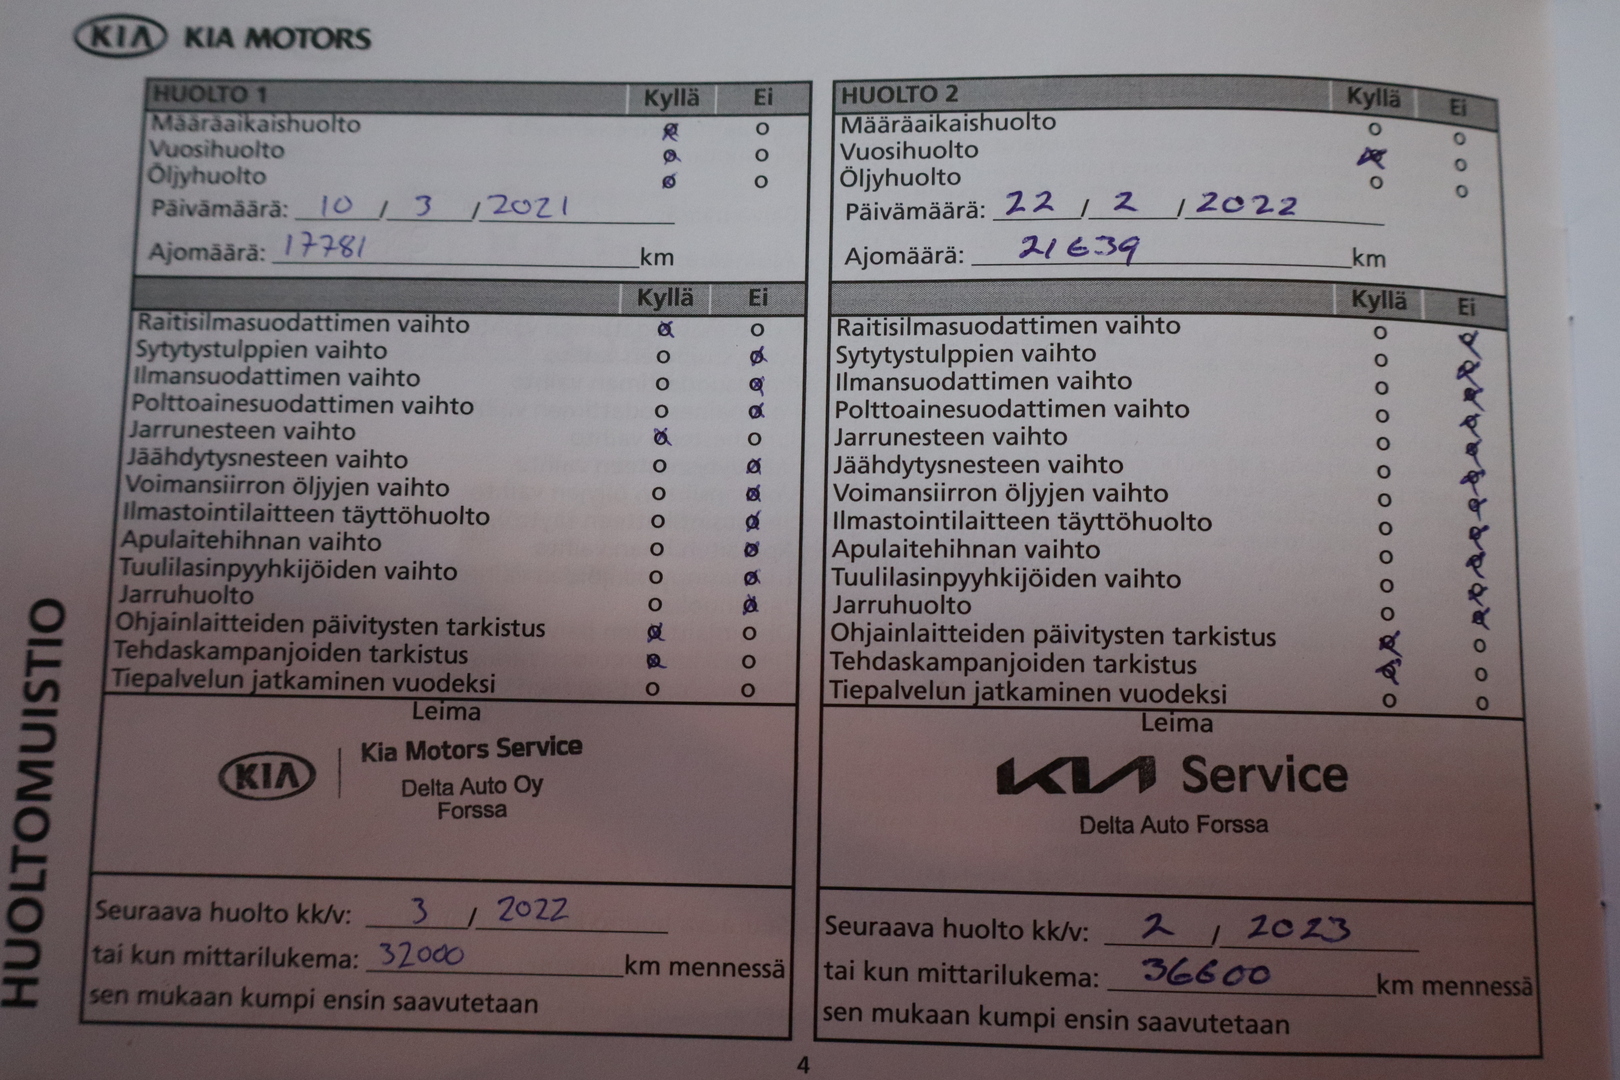 KIA KIA MOTORS
HUOLTO 1 Kyllä Ei
Määräaikaishuolto o o
Vuosihuolto o o
Öljyhuolto o o
Päivämäärä: 10 / 3 / 2021
Ajomäärä: 17781 km
Kyllä Ei
Raitisilmasuodattimen vaihto o o
Sytytystulppien vaihto o o
Ilmansuodattimen vaihto o o
Polttoainesuodattimen vaihto o o
Jarrunesteen vaihto o o
Jäähdytysnesteen vaihto o o
Voimansiirron öljyjen vaihto o o
Ilmastointilaitteen täyttöhuolto o o
Apulaitehihnan vaihto o o
Tuulilasinpyyhkijöiden vaihto o o
Jarruhuolto o o
Ohjainlaitteiden päivitysten tarkistus o o
Tehdaskampanjoiden tarkistus o o
Tiepalvelun jatkaminen vuodeksi o o
Leima
KIA Kia Motors Service
Delta Auto Oy
Forssa
Seuraava huolto kk/v: 3 / 2022
tai kun mittarilukema: 32000 km mennessä
sen mukaan kumpi ensin saavutetaan
HUOLTO 2 Kyllä Ei
Määräaikaishuolto o o
Vuosihuolto o o
Öljyhuolto o o
Päivämäärä: 22 / 2 / 2022
Ajomäärä: 21639 km
Kyllä Ei
Raitisilmasuodattimen vaihto o o
Sytytystulppien vaihto o o
Ilmansuodattimen vaihto o o
Polttoainesuodattimen vaihto o o
Jarrunesteen vaihto o o
Jäähdytysnesteen vaihto o o
Voimansiirron öljyjen vaihto o o
Ilmastointilaitteen täyttöhuolto o o
Apulaitehihnan vaihto o o
Tuulilasinpyyhkijöiden vaihto o o
Jarruhuolto o o
Ohjainlaitteiden päivitysten tarkistus o o
Tehdaskampanjoiden tarkistus o o
Tiepalvelun jatkaminen vuodeksi o o
Leima
KIA Service
Delta Auto Forssa
Seuraava huolto kk/v: 2 / 2023
tai kun mittarilukema: 36600 km mennessä
sen mukaan kumpi ensin saavutetaan
HUOLTOMUISTIO
4